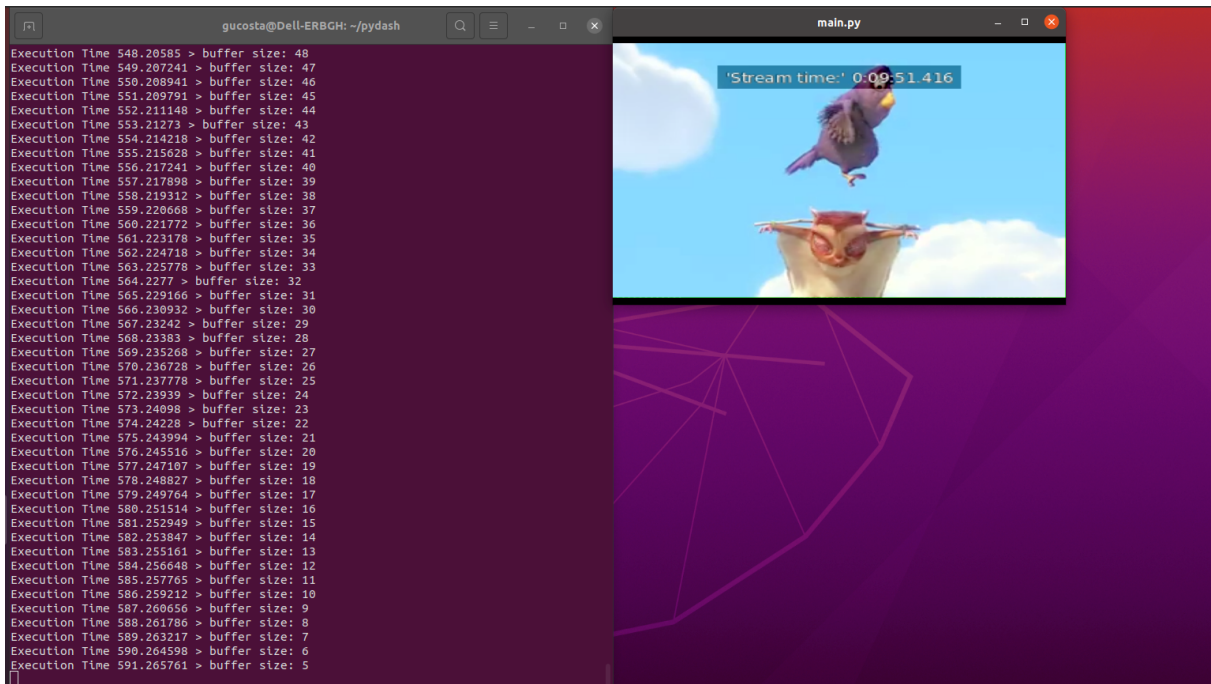 gucosta@Dell-ERBGH: ~/pydash
Execution Time 548.20585 > buffer size: 48
Execution Time 549.207241 > buffer size: 47
Execution Time 550.208941 > buffer size: 46
Execution Time 551.209791 > buffer size: 45
Execution Time 552.211148 > buffer size: 44
Execution Time 553.21273 > buffer size: 43
Execution Time 554.214218 > buffer size: 42
Execution Time 555.215628 > buffer size: 41
Execution Time 556.217241 > buffer size: 40
Execution Time 557.217898 > buffer size: 39
Execution Time 558.219312 > buffer size: 38
Execution Time 559.220668 > buffer size: 37
Execution Time 560.221772 > buffer size: 36
Execution Time 561.223178 > buffer size: 35
Execution Time 562.224718 > buffer size: 34
Execution Time 563.225778 > buffer size: 33
Execution Time 564.2277 > buffer size: 32
Execution Time 565.229166 > buffer size: 31
Execution Time 566.230932 > buffer size: 30
Execution Time 567.23242 > buffer size: 29
Execution Time 568.23383 > buffer size: 28
Execution Time 569.235268 > buffer size: 27
Execution Time 570.236728 > buffer size: 26
Execution Time 571.237778 > buffer size: 25
Execution Time 572.23939 > buffer size: 24
Execution Time 573.24098 > buffer size: 23
Execution Time 574.24228 > buffer size: 22
Execution Time 575.243994 > buffer size: 21
Execution Time 576.245516 > buffer size: 20
Execution Time 577.247107 > buffer size: 19
Execution Time 578.248827 > buffer size: 18
Execution Time 579.249764 > buffer size: 17
Execution Time 580.251514 > buffer size: 16
Execution Time 581.252949 > buffer size: 15
Execution Time 582.253847 > buffer size: 14
Execution Time 583.255161 > buffer size: 13
Execution Time 584.256648 > buffer size: 12
Execution Time 585.257765 > buffer size: 11
Execution Time 586.259212 > buffer size: 10
Execution Time 587.260656 > buffer size: 9
Execution Time 588.261786 > buffer size: 8
Execution Time 589.263217 > buffer size: 7
Execution Time 590.264598 > buffer size: 6
Execution Time 591.265761 > buffer size: 5
main.py
'Stream time:' 0:09:51.416